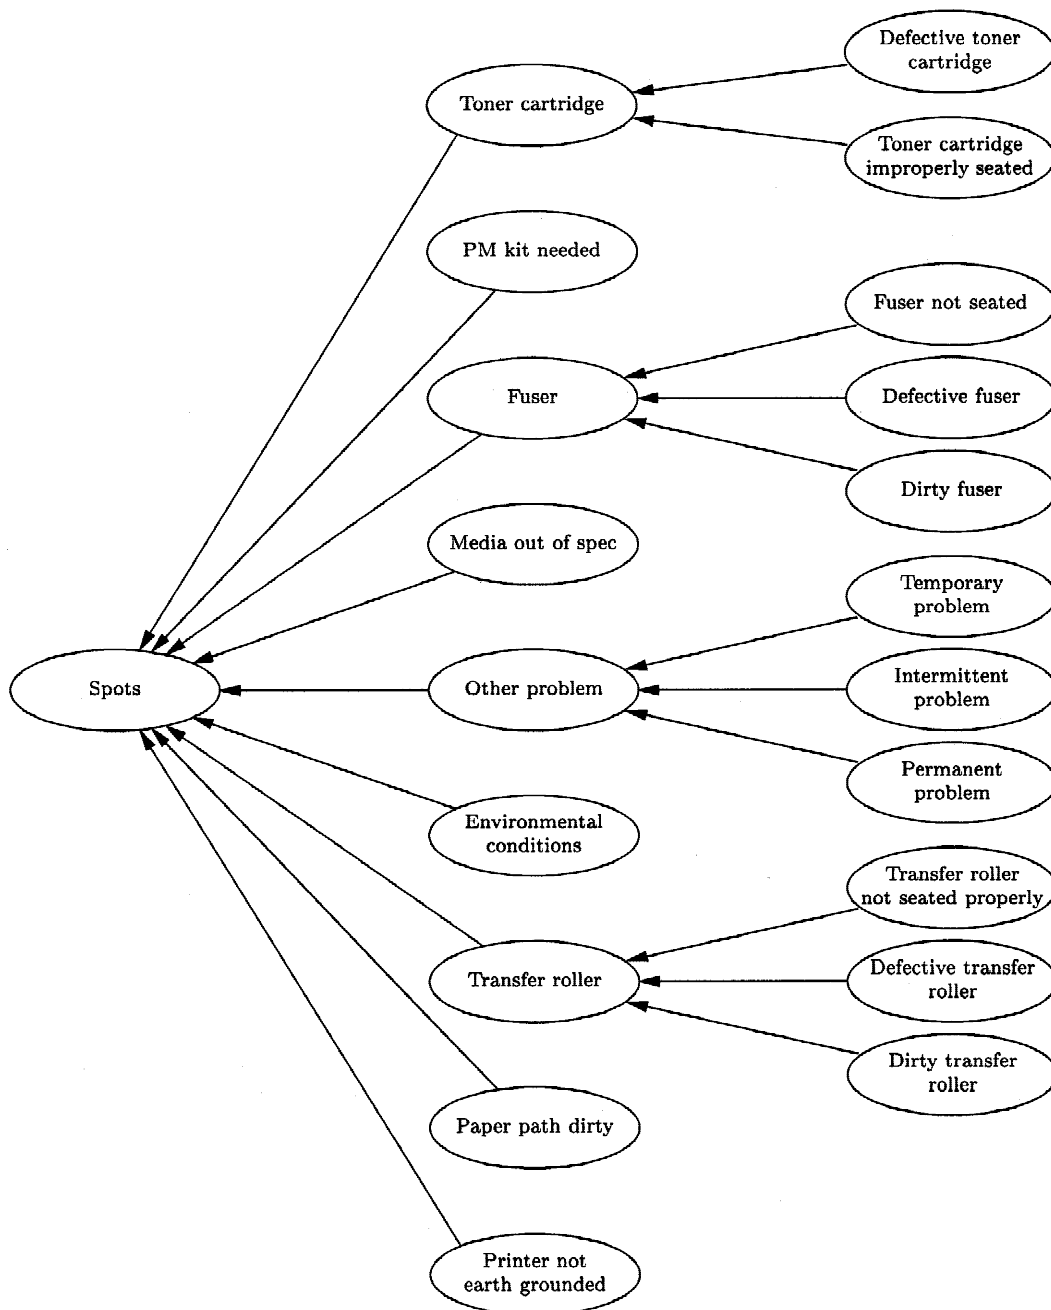 Defective toner
cartridge
Toner cartridge
Toner cartridge
improperly seated
PM kit needed
Fuser not seated
Fuser
Defective fuser
Dirty fuser
Media out of spec
Temporary
problem
Spots
Other problem
Intermittent
problem
Permanent
problem
Environmental
conditions
Transfer roller
not seated properly
Transfer roller
Defective transfer
roller
Dirty transfer
roller
Paper path dirty
Printer not
earth grounded